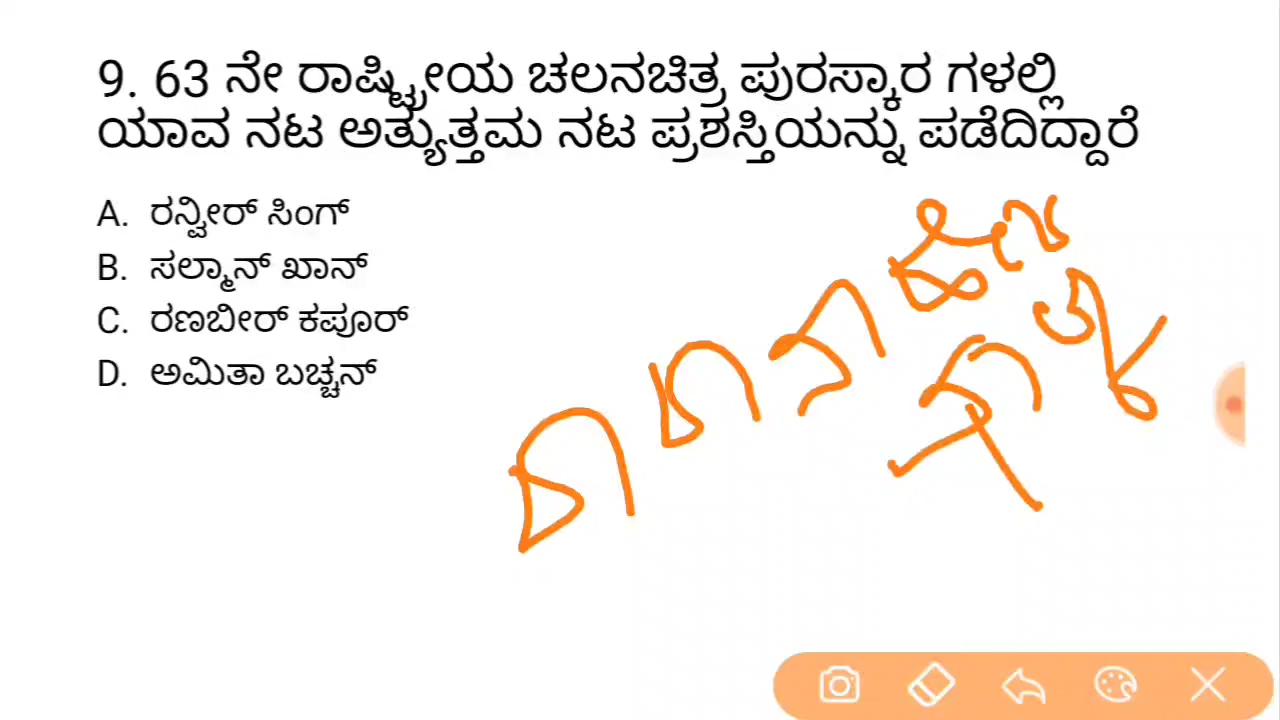 9. 63 ನೇ ರಾಷ್ಟ್ರೀಯ ಚಲನಚಿತ್ರ ಪುರಸ್ಕಾರ ಗಳಲ್ಲಿ
ಯಾವ ನಟ ಅತ್ಯುತ್ತಮ ನಟ ಪ್ರಶಸ್ತಿಯನ್ನು ಪಡೆದಿದ್ದಾರೆ
A. ರನ್ವೀರ್ ಸಿಂಗ್
B. ಸಲ್ಮಾನ್ ಖಾನ್
C. ರಣಬೀರ್ ಕಪೂರ್
D. ಅಮಿತಾ ಬಚ್ಚನ್